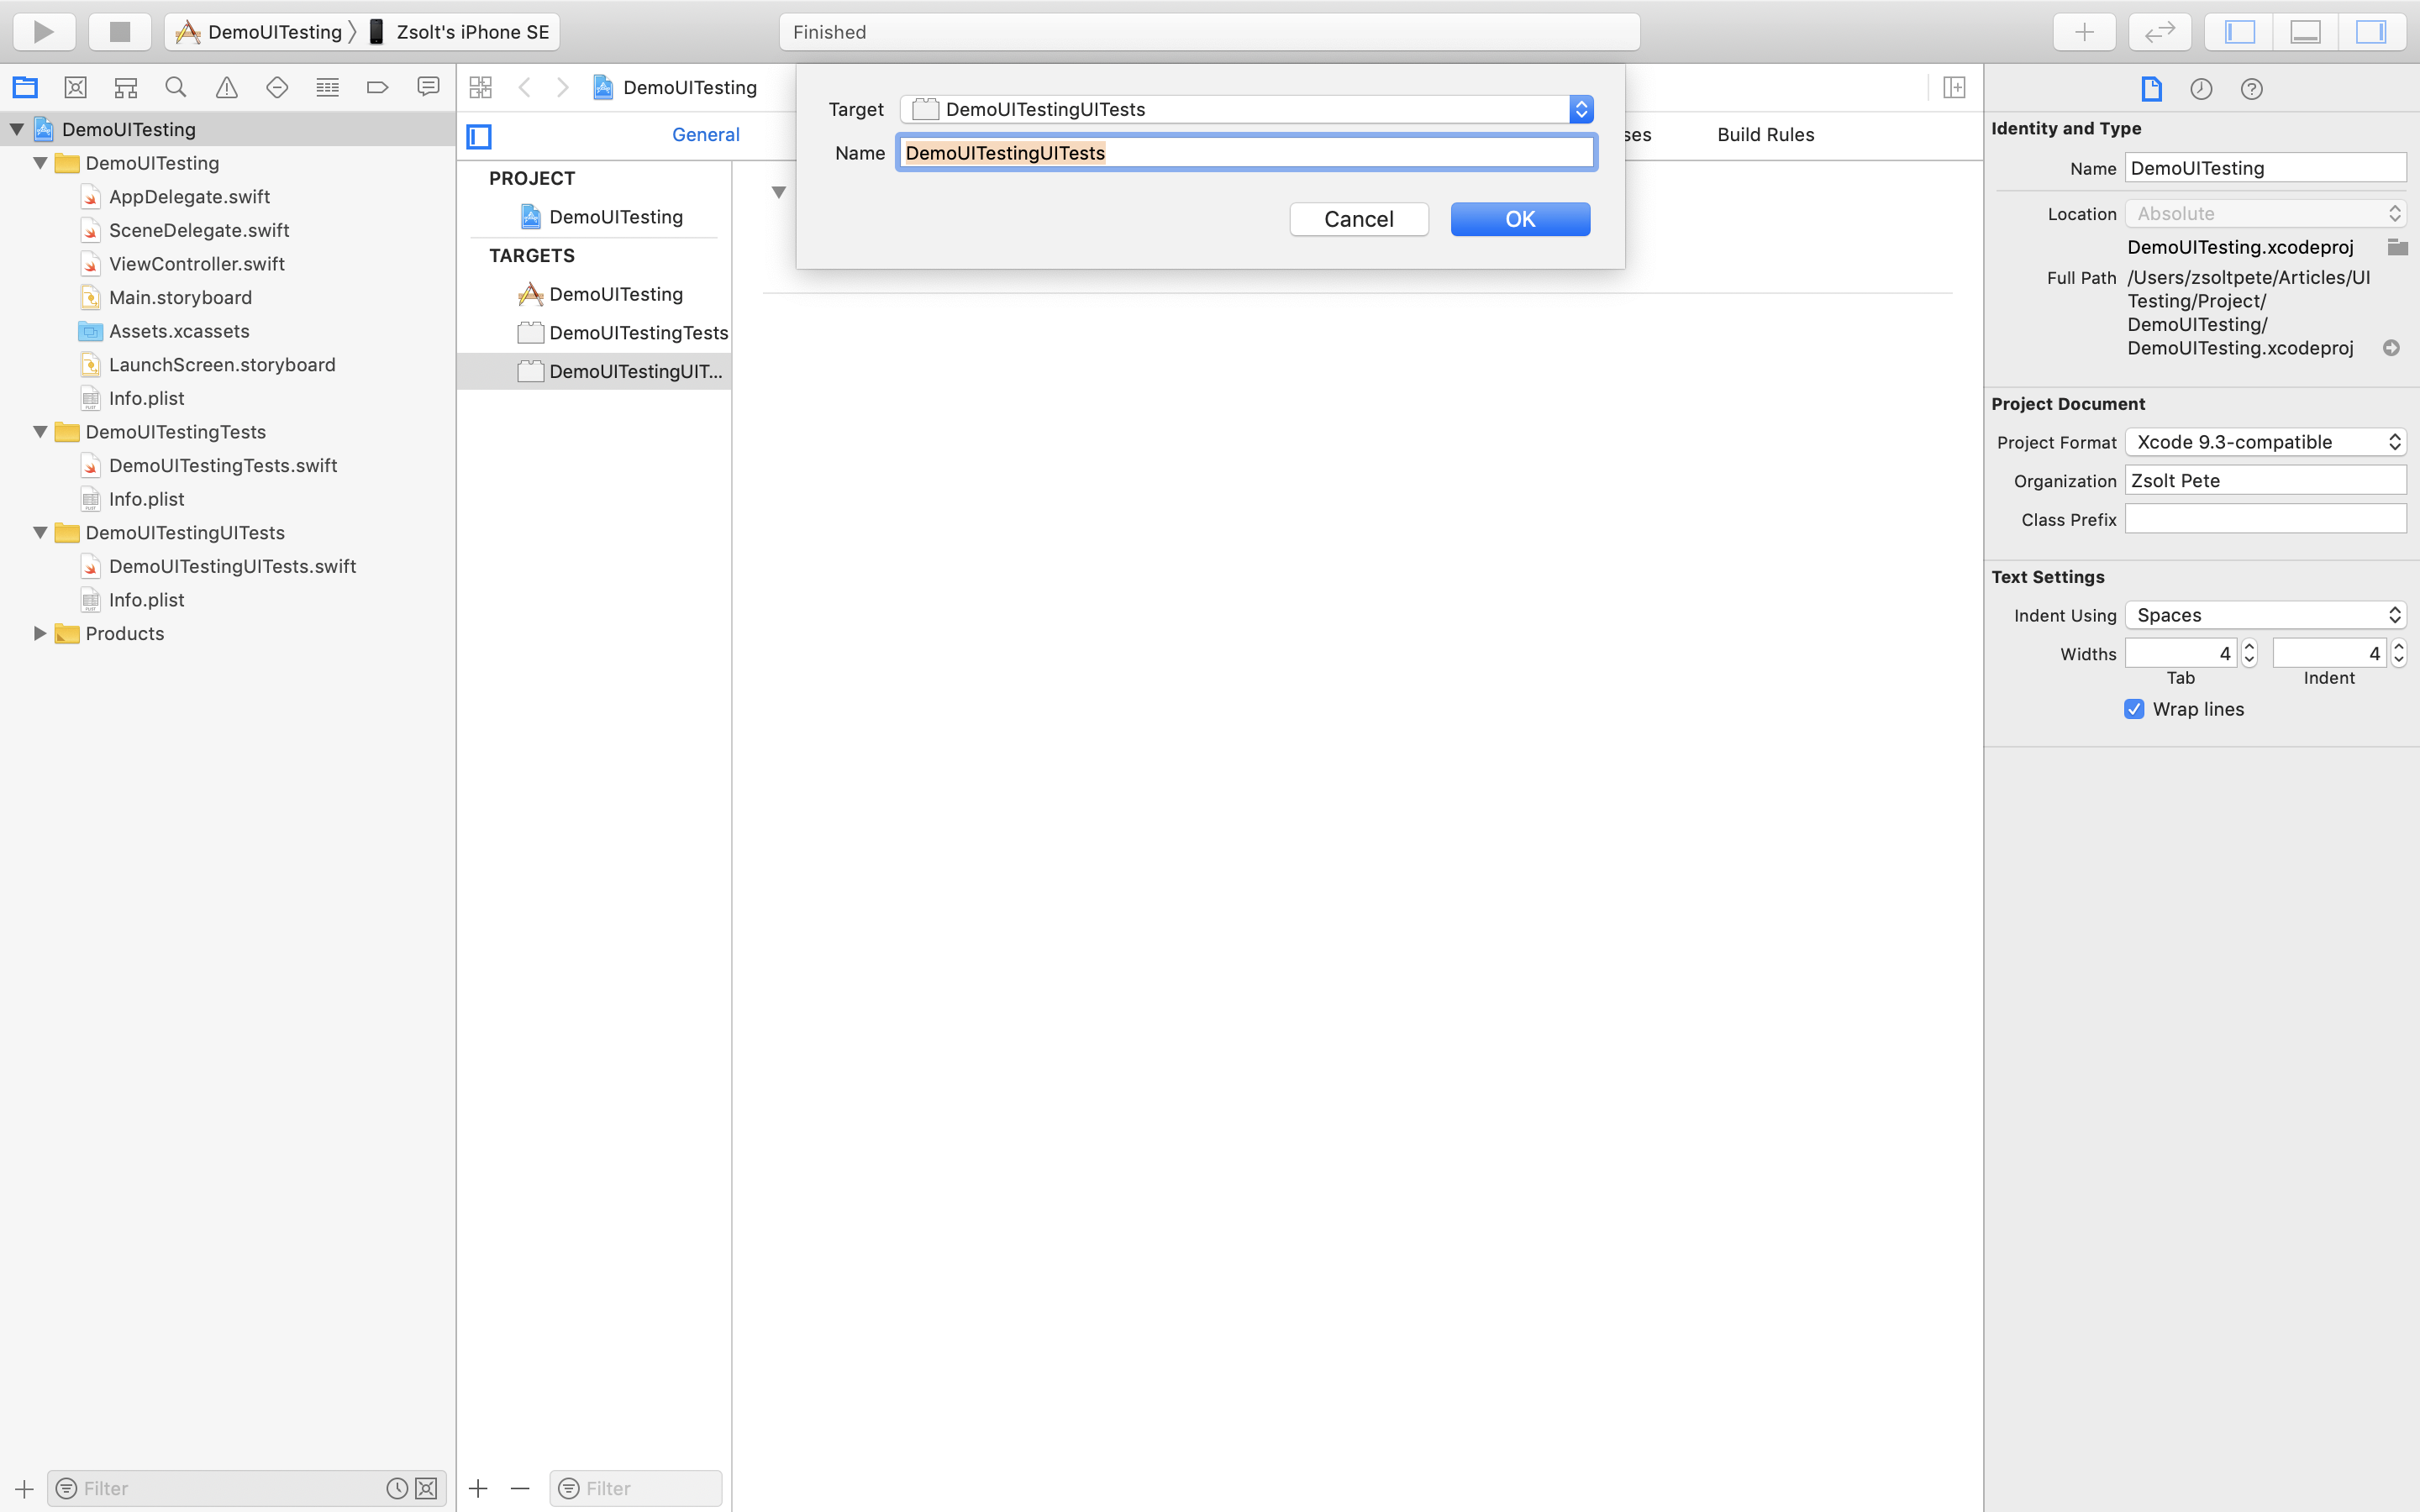 DemoUITesting Zsolt's iPhone SE
Finished
DemoUITesting
DemoUITesting
AppDelegate.swift
SceneDelegate.swift
ViewController.swift
Main.storyboard
Assets.xcassets
LaunchScreen.storyboard
Info.plist
DemoUITestingTests
DemoUITestingTests.swift
Info.plist
DemoUITestingUITests
DemoUITestingUITests.swift
Info.plist
Products
Filter
DemoUITesting
General
ses
Build Rules
PROJECT
DemoUITesting
TARGETS
DemoUITesting
DemoUITestingTests
DemoUITestingUIT...
Filter
Target DemoUITestingUITests
Name DemoUITestingUITests
Cancel OK
Identity and Type
Name DemoUITesting
Location Absolute
DemoUITesting.xcodeproj
Full Path /Users/zsoltpete/Articles/UI
Testing/Project/
DemoUITesting/
DemoUITesting.xcodeproj
Project Document
Project Format Xcode 9.3-compatible
Organization Zsolt Pete
Class Prefix
Text Settings
Indent Using Spaces
Widths 4 4
Tab Indent
Wrap lines